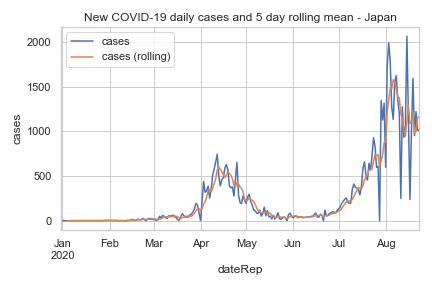 New COVID-19 daily cases and 5 day rolling mean - Japan
cases
cases (rolling)
2000
1500
1000
500
0
cases
Jan Feb Mar Apr May Jun Jul Aug
2020
dateRep